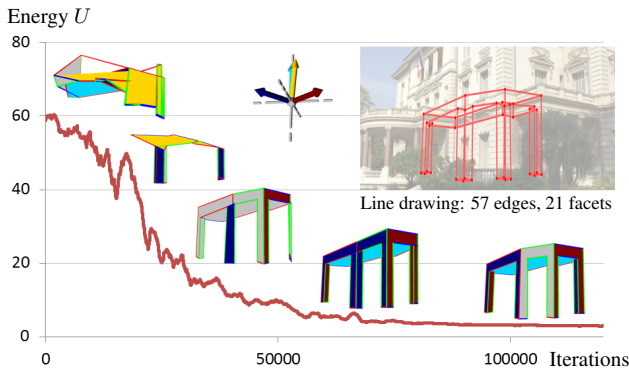 Energy U
80
60
40
20
0
Line drawing: 57 edges, 21 facets
0
50000
100000
Iterations